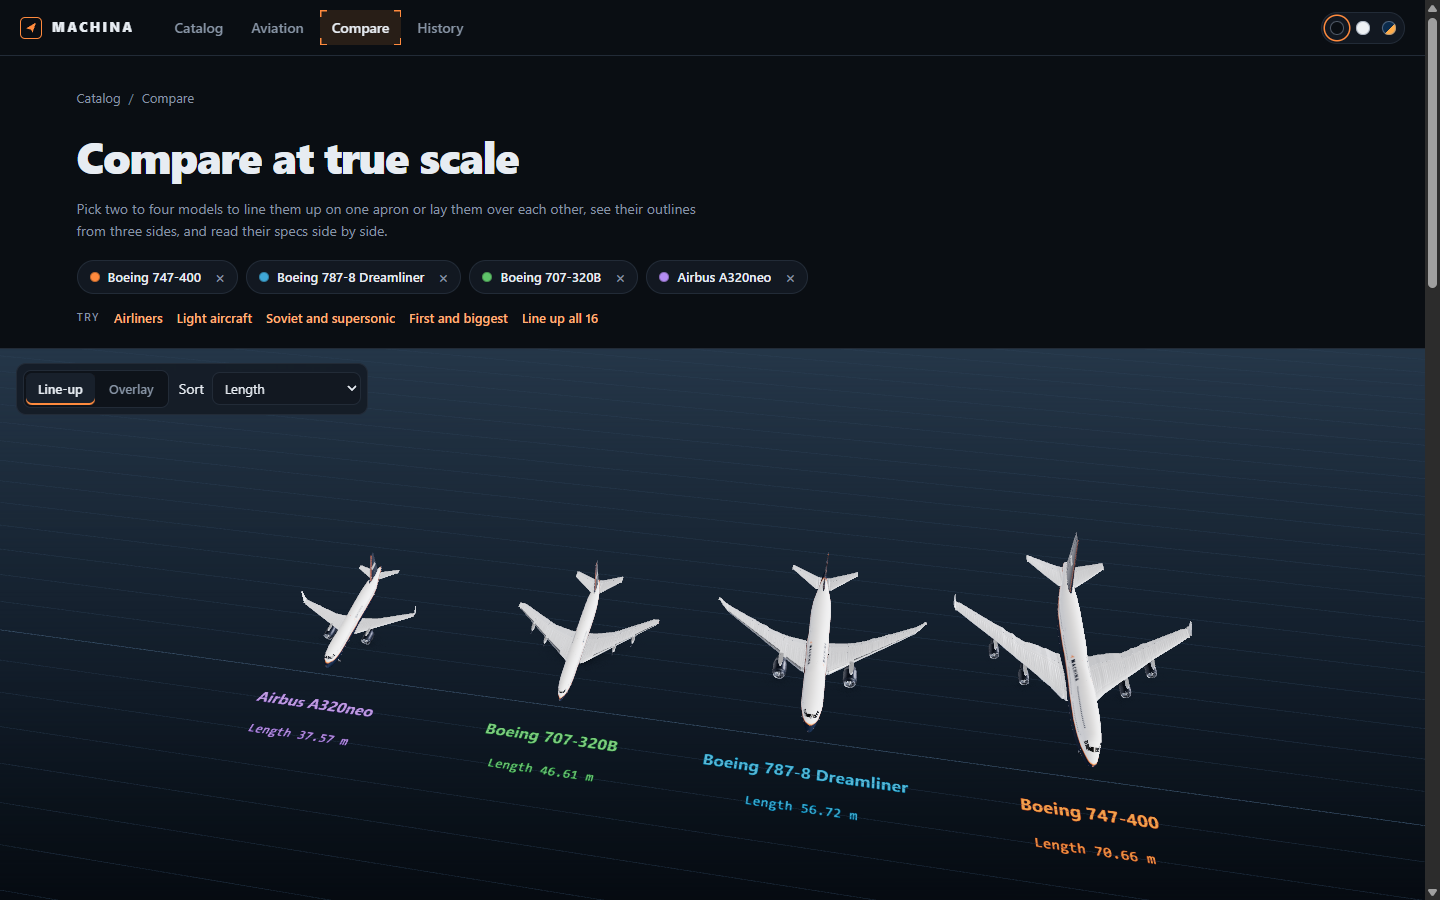 MACHINA
Catalog
Aviation
Compare
History
Catalog / Compare
Compare at true scale
Pick two to four models to line them up on one apron or lay them over each other, see their outlines
from three sides, and read their specs side by side.
Boeing 747-400 ×
Boeing 787-8 Dreamliner ×
Boeing 707-320B ×
Airbus A320neo ×
TRY Airliners Light aircraft Soviet and supersonic First and biggest Line up all 16
Line-up Overlay Sort Length
Airbus A320neo
Length 37.57 m
Boeing 707-320B
Length 46.61 m
Boeing 787-8 Dreamliner
Length 56.72 m
Boeing 747-400
Length 70.66 m